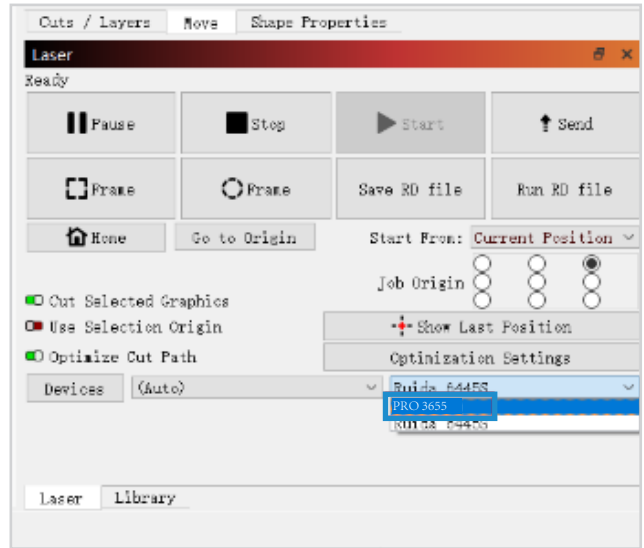 Cuts / Layers Move Shape Properties
Laser
Ready
Pause Stop Start Send
Frame Frame Save RD file Run RD file
Home Go to Origin Start From: Current Position
Job Origin
Cut Selected Graphics
Use Selection Origin Show Last Position
Optimize Cut Path Optimization Settings
Devices (Auto) Ruida 6445S
PRO 3655
Ruida 6445S
Laser Library